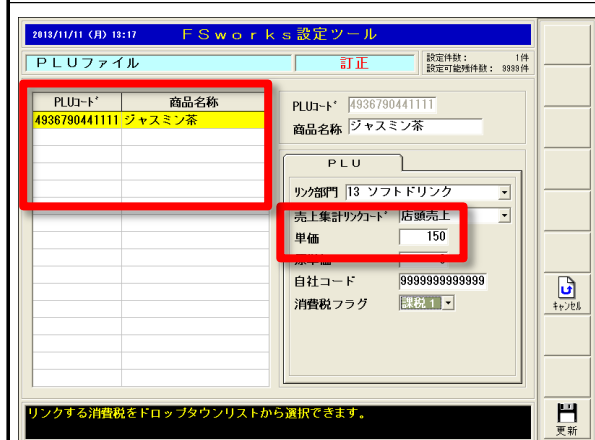 2013/11/11 (月) 13:17 FSworks設定ツール
PLUファイル 訂正 設定件数: 1件
設定可能残件数: 9999件
PLUコード 商品名称
4936790441111 ジャスミン茶
PLUコード 4936790441111
商品名称 ジャスミン茶
PLU
リンク部門 13 ソフトドリンク
売上集計リンクコード 店頭売上
単価 150
原単価 0
自社コード 9999999999999
消費税フラグ 課税1
キャンセル
リンクする消費税をドロップダウンリストから選択できます。
更新